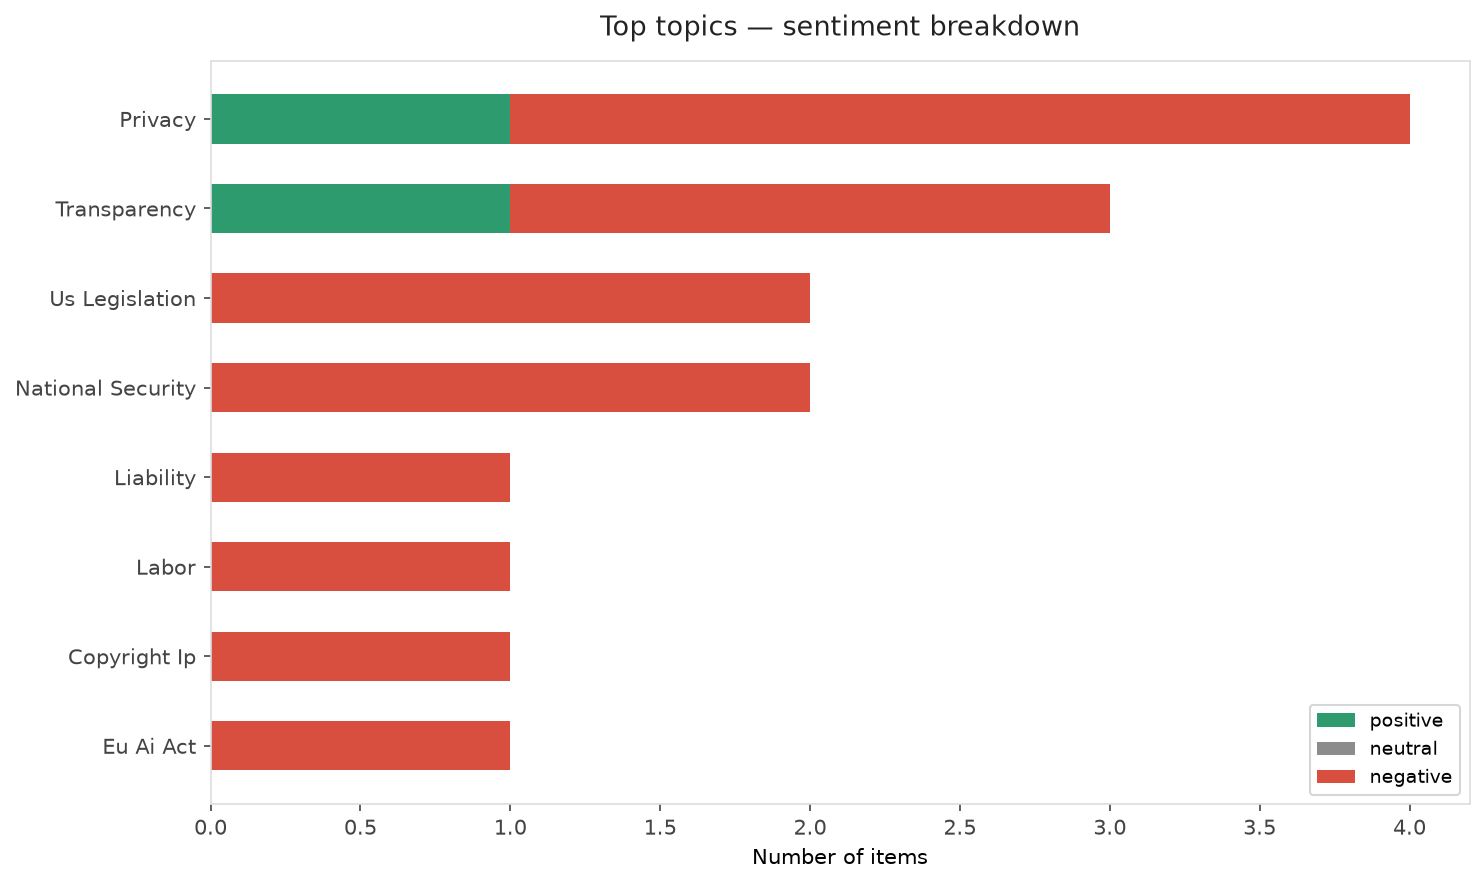 Top topics — sentiment breakdown
Privacy
Transparency
Us Legislation
National Security
Liability
Labor
Copyright Ip
Eu Ai Act
positive
neutral
negative
0.0 0.5 1.0 1.5 2.0 2.5 3.0 3.5 4.0
Number of items